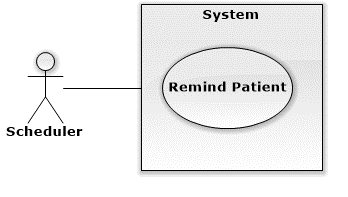 System
Remind Patient
Scheduler